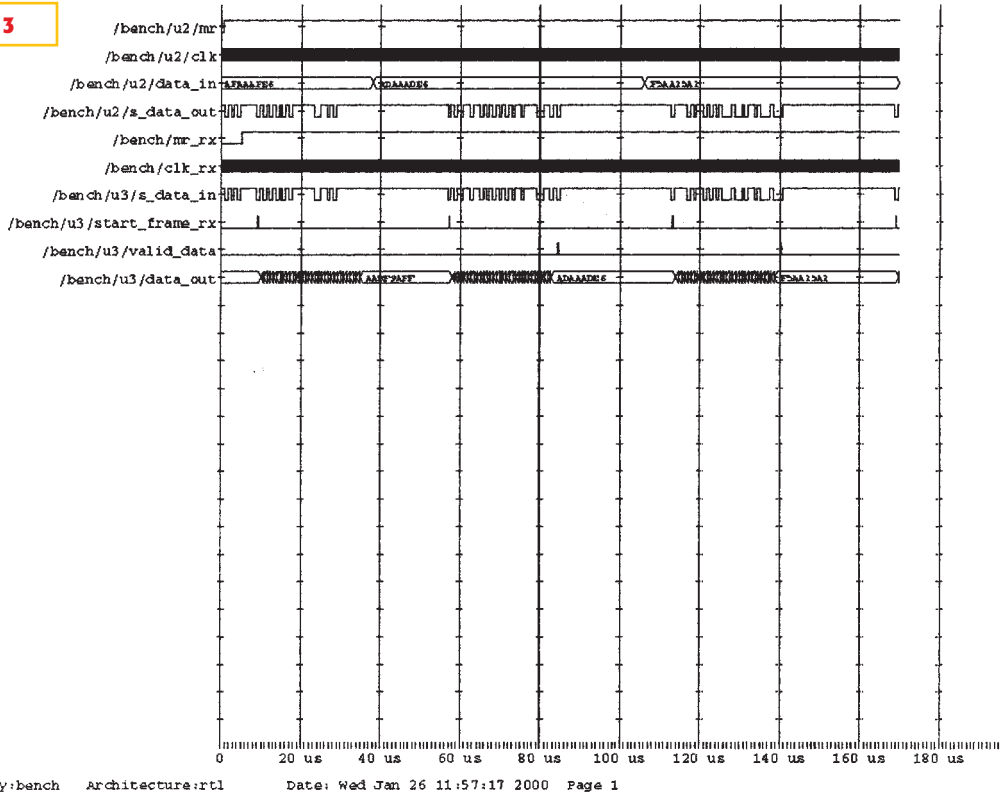 3
/bench/u2/mr
/bench/u2/clk
/bench/u2/data_in
/bench/u2/s_data_out
/bench/mr_rx
/bench/clk_rx
/bench/u3/s_data_in
/bench/u3/start_frame_rx
/bench/u3/valid_data
/bench/u3/data_out
0 20 us 40 us 60 us 80 us 100 us 120 us 140 us 160 us 180 us
y:bench Architecture:rtl Date: Wed Jan 26 11:57:17 2000 Page 1